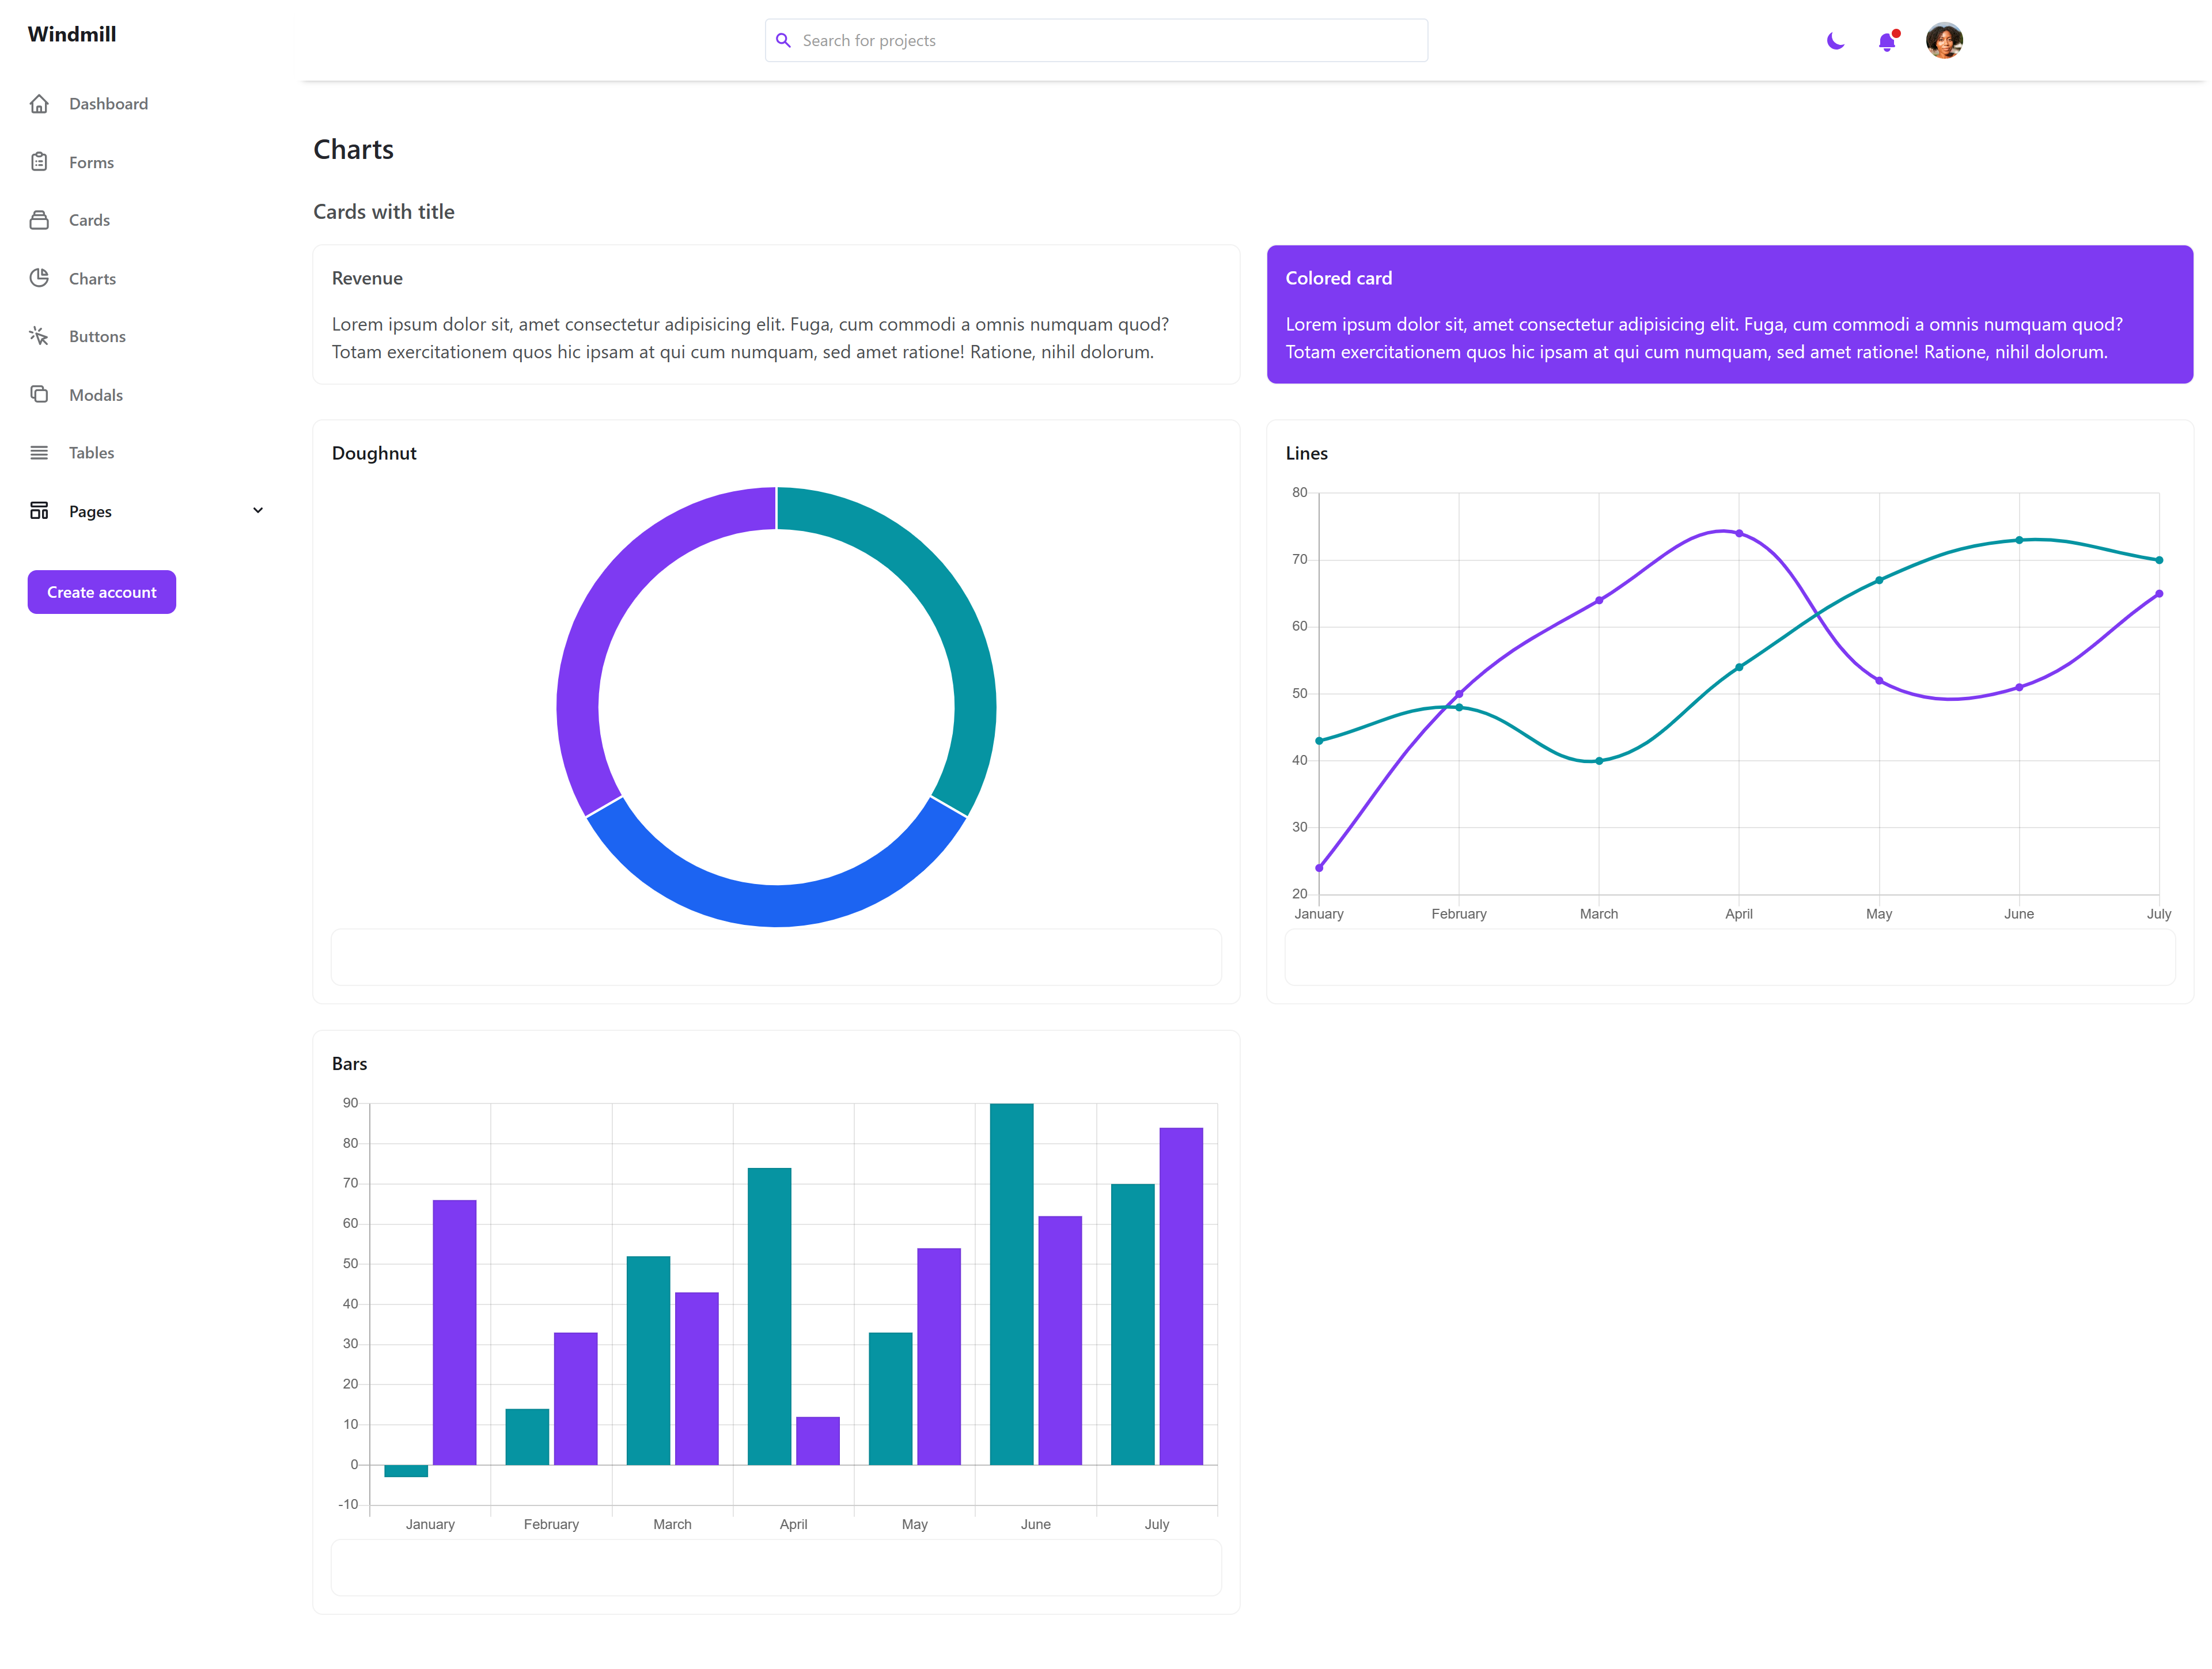 Windmill
Search for projects
Dashboard
Forms
Cards
Charts
Buttons
Modals
Tables
Pages
Create account
Charts
Cards with title
Revenue
Lorem ipsum dolor sit, amet consectetur adipisicing elit. Fuga, cum commodi a omnis numquam quod?
Totam exercitationem quos hic ipsam at qui cum numquam, sed amet ratione! Ratione, nihil dolorum.
Colored card
Lorem ipsum dolor sit, amet consectetur adipisicing elit. Fuga, cum commodi a omnis numquam quod?
Totam exercitationem quos hic ipsam at qui cum numquam, sed amet ratione! Ratione, nihil dolorum.
Doughnut
Lines
80
70
60
50
40
30
20
January February March April May June July
Bars
90
80
70
60
50
40
30
20
10
0
-10
January February March April May June July